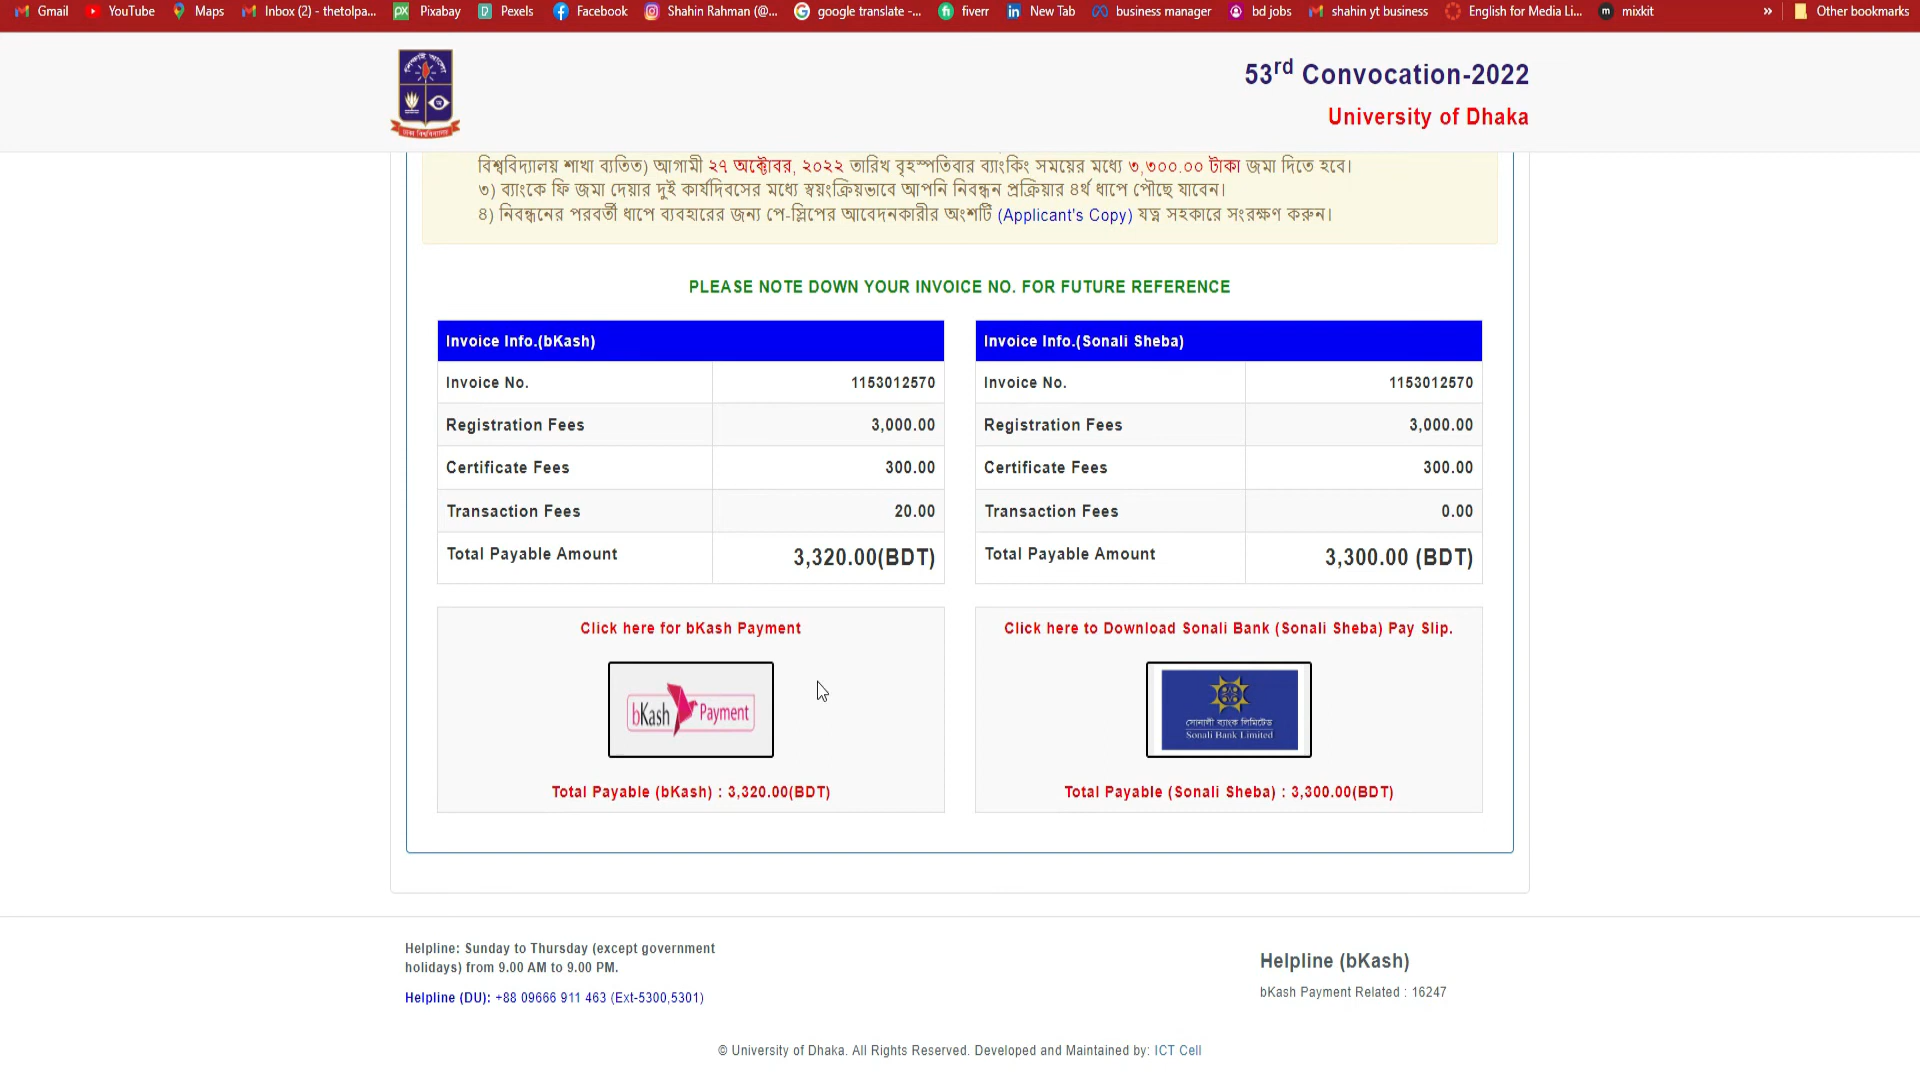 Gmail YouTube Maps Inbox (2) - thetolpa... Pixabay Pexels Facebook Shahin Rahman (@... google translate -... fiverr New Tab business manager bd jobs shahin yt business English for Media Li... mixkit » Other bookmarks
53rd Convocation-2022
University of Dhaka
বিশ্ববিদ্যালয় শাখা ব্যতিত) আগামী ২৭ অক্টোবর, ২০২২ তারিখ বৃহস্পতিবার ব্যাংকিং সময়ের মধ্যে ৩,৩০০.০০ টাকা জমা দিতে হবে।
৩) ব্যাংকে ফি জমা দেয়ার দুই কার্যদিবসের মধ্যে স্বয়ংক্রিয়ভাবে আপনি নিবন্ধন প্রক্রিয়ার ৪র্থ ধাপে পৌছে যাবেন।
৪) নিবন্ধনের পরবর্তী ধাপে ব্যবহারের জন্য পে-স্লিপের আবেদনকারীর অংশটি (Applicant's Copy) যত্ন সহকারে সংরক্ষণ করুন।
PLEASE NOTE DOWN YOUR INVOICE NO. FOR FUTURE REFERENCE
Invoice Info.(bKash)
Invoice No. 1153012570
Registration Fees 3,000.00
Certificate Fees 300.00
Transaction Fees 20.00
Total Payable Amount 3,320.00(BDT)
Invoice Info.(Sonali Sheba)
Invoice No. 1153012570
Registration Fees 3,000.00
Certificate Fees 300.00
Transaction Fees 0.00
Total Payable Amount 3,300.00 (BDT)
Click here for bKash Payment
bKash Payment
Total Payable (bKash) : 3,320.00(BDT)
Click here to Download Sonali Bank (Sonali Sheba) Pay Slip.
সোনালী ব্যাংক লিমিটেড
Sonali Bank Limited
Total Payable (Sonali Sheba) : 3,300.00(BDT)
Helpline: Sunday to Thursday (except government
holidays) from 9.00 AM to 9.00 PM.
Helpline (DU): +88 09666 911 463 (Ext-5300,5301)
Helpline (bKash)
bKash Payment Related : 16247
© University of Dhaka. All Rights Reserved. Developed and Maintained by: ICT Cell